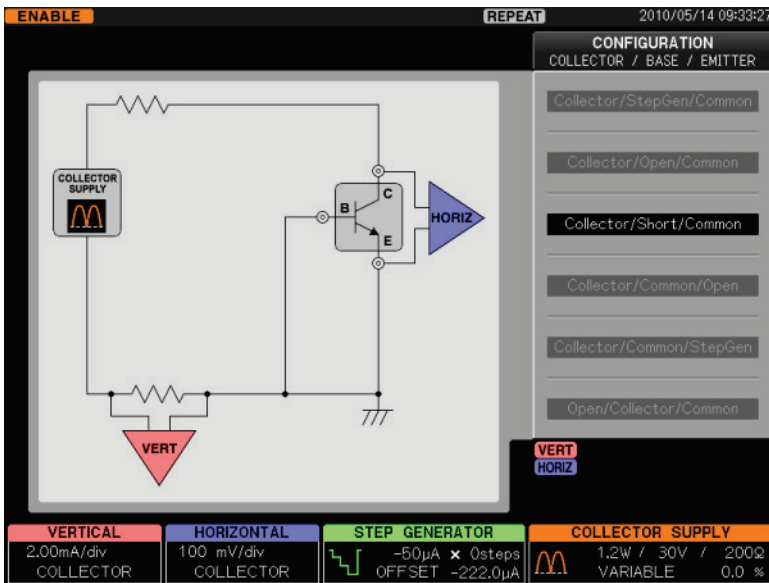 ENABLE REPEAT 2010/05/14 09:33:27
CONFIGURATION
COLLECTOR / BASE / EMITTER
Collector/StepGen/Common
Collector/Open/Common
Collector/Short/Common
Collector/Common/Open
Collector/Common/StepGen
Open/Collector/Common
COLLECTOR
SUPPLY
C
B
E
HORIZ
VERT
VERT
HORIZ
VERTICAL
2.00mA/div
COLLECTOR
HORIZONTAL
100 mV/div
COLLECTOR
STEP GENERATOR
-50µA × 0steps
OFFSET -222.0µA
COLLECTOR SUPPLY
1.2W / 30V / 200Ω
VARIABLE 0.0 %